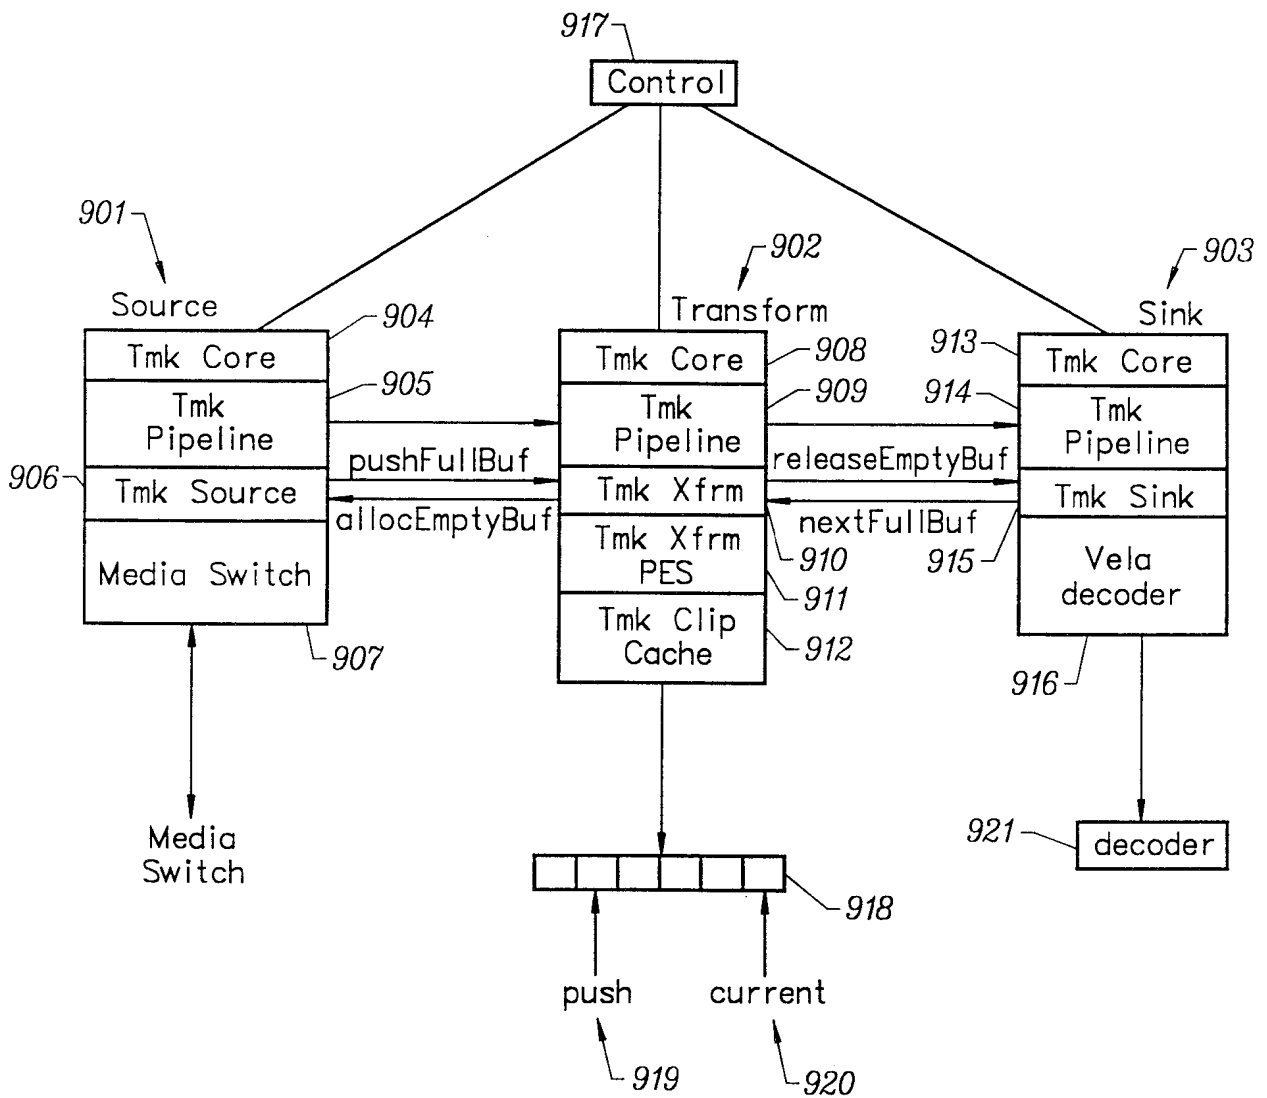 917
Control
901
902
903
Source
Transform
Sink
904
908
913
Tmk Core
Tmk Core
Tmk Core
905
909
914
Tmk
Pipeline
Tmk
Pipeline
Tmk
Pipeline
pushFullBuf
releaseEmptyBuf
906
Tmk Source
Tmk Xfrm
Tmk Sink
allocEmptyBuf
nextFullBuf
910
915
Media Switch
Tmk Xfrm
PES
Vela
decoder
911
Tmk Clip
Cache
912
907
916
Media
Switch
921
decoder
918
push
current
919
920